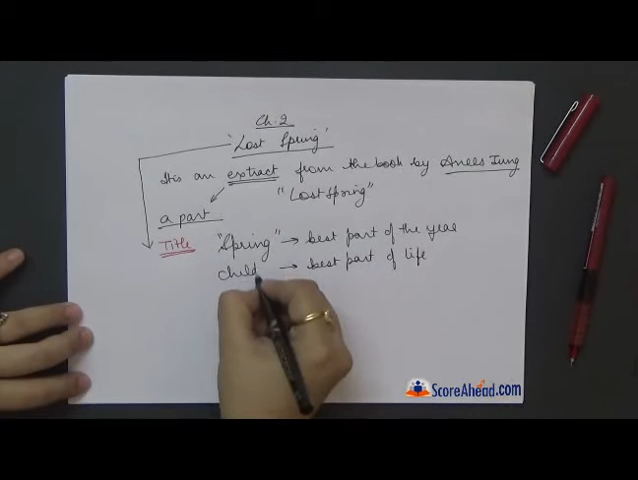 Ch.2
'Lost Spring'
It is an extract from the book by Anees Jung
"Lost Spring"
a part
Title "Spring" → best part of the year
child → best part of life
ScoreAhead.com